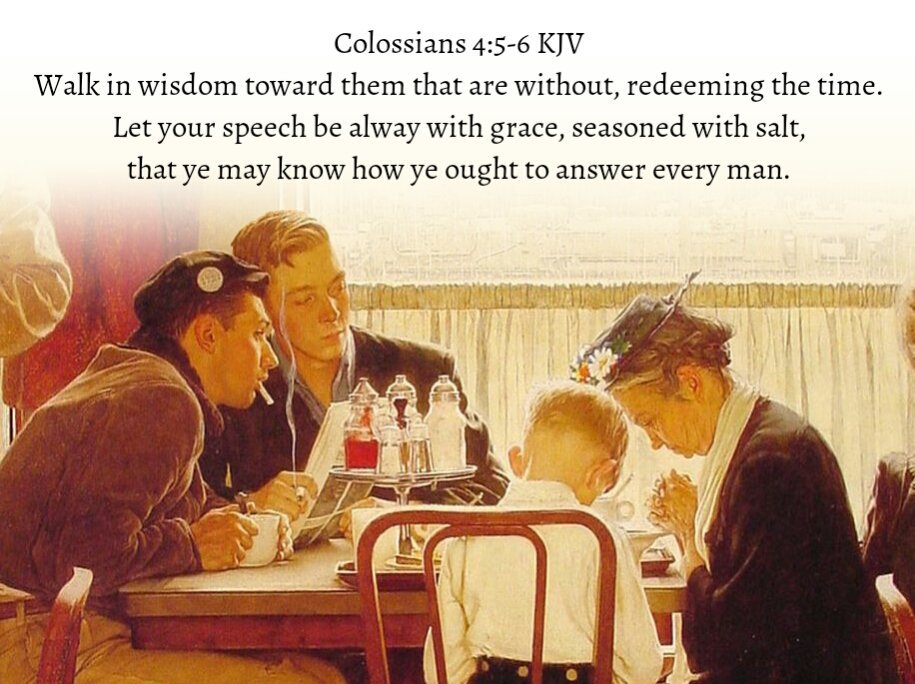 Colossians 4:5-6 KJV
Walk in wisdom toward them that are without, redeeming the time.
Let your speech be alway with grace, seasoned with salt,
that ye may know how ye ought to answer every man.